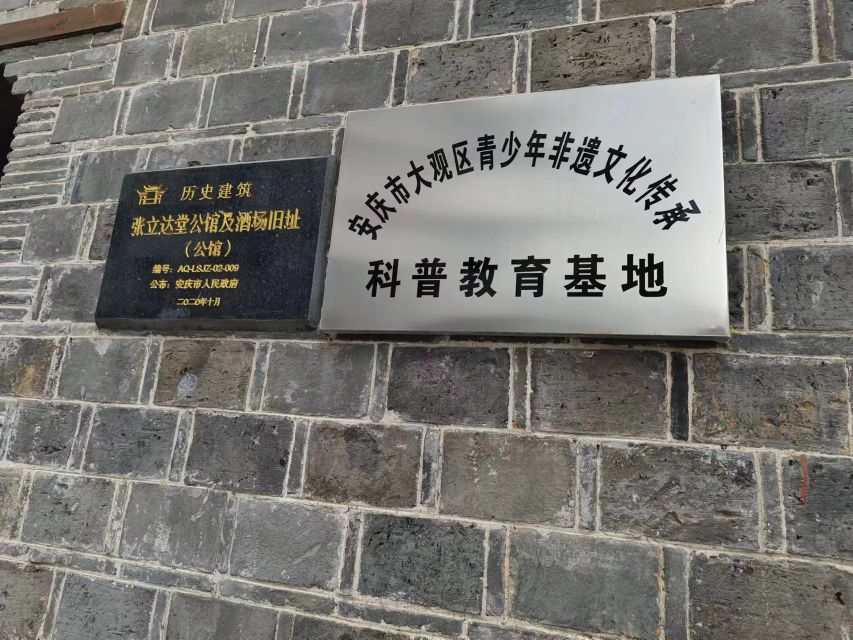 历史建筑
张立达堂公馆及酒场旧址
（公馆）
编号：AQ-LSJZ-02-009
公布：安庆市人民政府
二〇二〇年十月
安庆市大观区青少年非遗文化传承
科普教育基地